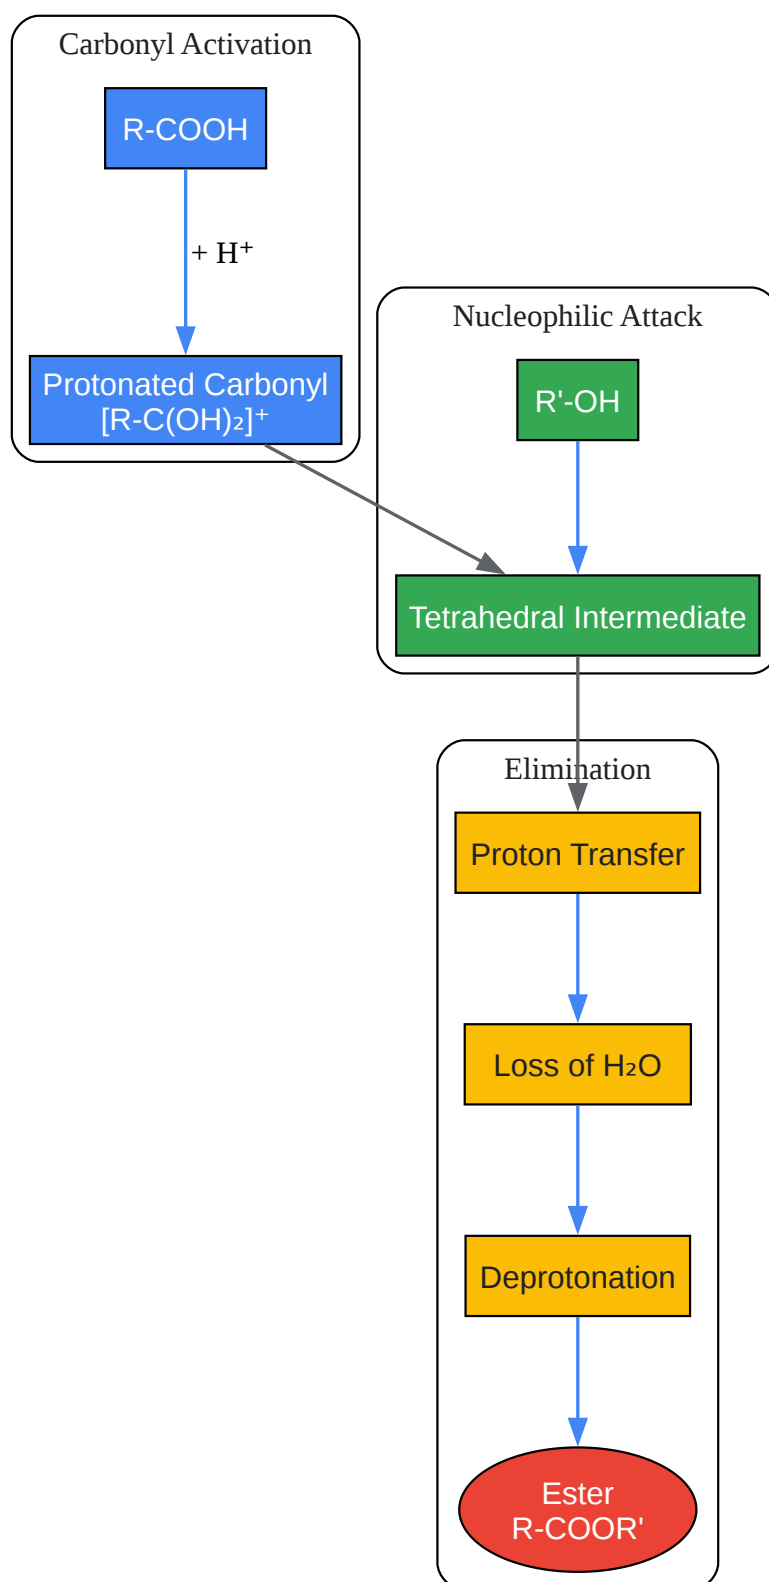 Carbonyl Activation
R-COOH
+ H⁺
Protonated Carbonyl
[R-C(OH)₂]⁺
Nucleophilic Attack
R'-OH
Tetrahedral Intermediate
Elimination
Proton Transfer
Loss of H₂O
Deprotonation
Ester
R-COOR'